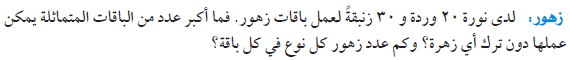 زهور: لدى نورة ٢٠ وردة و ٣٠ زنبقةً لعمل باقات زهور. فما أكبر عدد من الباقات المتماثلة يمكن
عملها دون ترك أي زهرة؟ وكم عدد زهور كل نوع في كل باقة؟